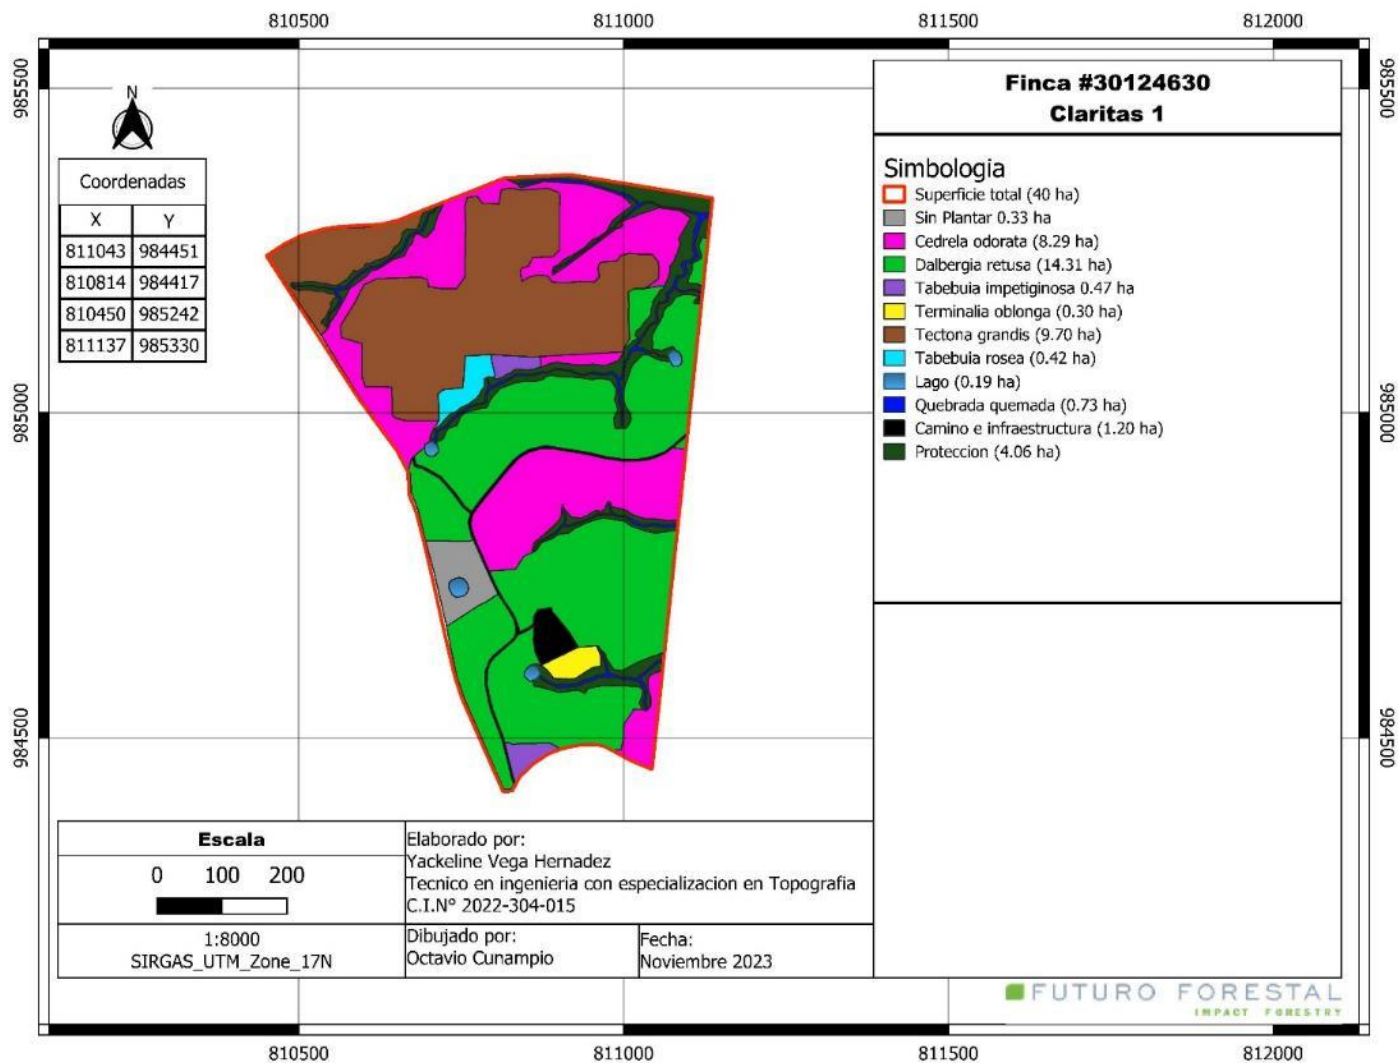 810500 811000 811500 812000
985500
985500
N
Coordenadas
X Y
811043 984451
810814 984417
810450 985242
811137 985330
Finca #30124630
Claritas 1
Simbologia
Superficie total (40 ha)
Sin Plantar 0.33 ha
Cedrela odorata (8.29 ha)
Dalbergia retusa (14.31 ha)
Tabebuia impetiginosa 0.47 ha
Terminalia oblonga (0.30 ha)
Tectona grandis (9.70 ha)
Tabebuia rosea (0.42 ha)
Lago (0.19 ha)
Quebrada quemada (0.73 ha)
Camino e infraestructura (1.20 ha)
Proteccion (4.06 ha)
985000
985000
984500
984500
Escala
0 100 200
1:8000
SIRGAS_UTM_Zone_17N
Elaborado por:
Yackeline Vega Hernadez
Tecnico en ingenieria con especializacion en Topografia
C.I.N° 2022-304-015
Dibujado por:
Octavio Cunampio
Fecha:
Noviembre 2023
FUTURO FORESTAL
IMPACT FORESTRY
810500 811000 811500 812000